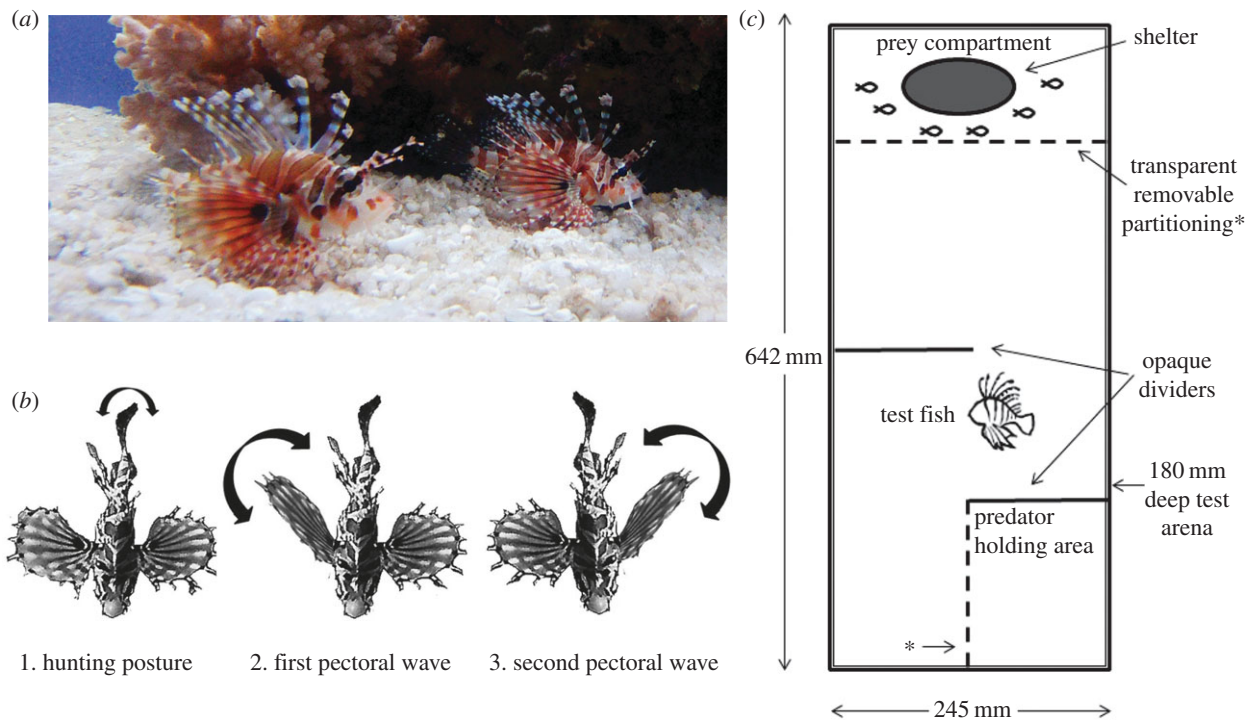 (a)
(b)
1. hunting posture
2. first pectoral wave
3. second pectoral wave
(c)
prey compartment
shelter
transparent
removable
partitioning*
642 mm
opaque
dividers
test fish
180 mm
deep test
arena
predator
holding area
*
245 mm